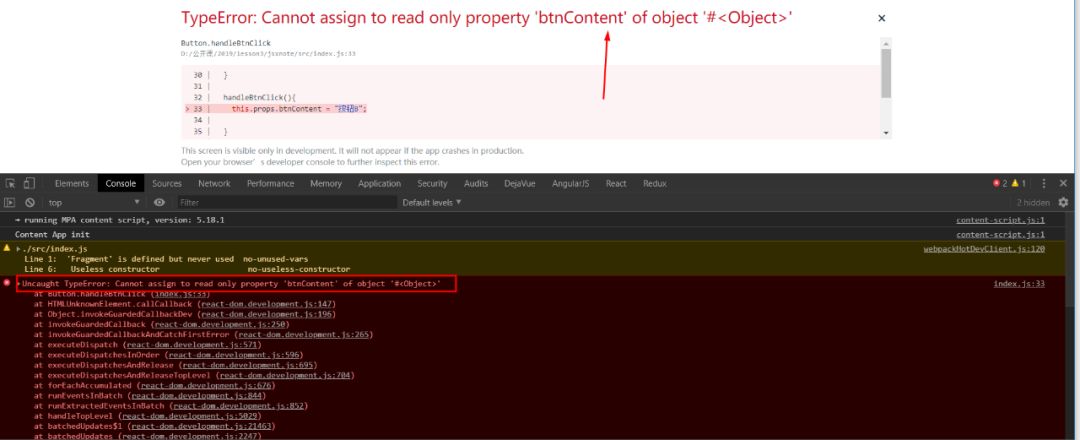 TypeError: Cannot assign to read only property 'btnContent' of object '#<Object>'
×
Button.handleBtnClick
D:/公开课/2019/lesson3/jsxnote/src/index.js:33
30 | }
31 |
32 | handleBtnClick(){
> 33 | this.props.btnContent = "按钮B";
34 |
35 | }
This screen is visible only in development. It will not appear if the app crashes in production.
Open your browser's developer console to further inspect this error.
Elements Console Sources Network Performance Memory Application Security Audits DejaVue AngularJS React Redux 2 1
top Filter Default levels ▼ 2 hidden
→ running MPA content script, version: 5.18.1 content-script.js:1
Content App init content-script.js:1
▶./src/index.js webpackHotDevClient.js:120
Line 1: 'Fragment' is defined but never used no-unused-vars
Line 6: Useless constructor no-useless-constructor
▶Uncaught TypeError: Cannot assign to read only property 'btnContent' of object '#<Object>' index.js:33
at Button.handleBtnClick (index.js:33)
at HTMLUnknownElement.callCallback (react-dom.development.js:147)
at Object.invokeGuardedCallbackDev (react-dom.development.js:196)
at invokeGuardedCallback (react-dom.development.js:250)
at invokeGuardedCallbackAndCatchFirstError (react-dom.development.js:265)
at executeDispatch (react-dom.development.js:571)
at executeDispatchesInOrder (react-dom.development.js:596)
at executeDispatchesAndRelease (react-dom.development.js:695)
at executeDispatchesAndReleaseTopLevel (react-dom.development.js:704)
at forEachAccumulated (react-dom.development.js:676)
at runEventsInBatch (react-dom.development.js:844)
at runExtractedEventsInBatch (react-dom.development.js:852)
at handleTopLevel (react-dom.development.js:5029)
at batchedUpdates$1 (react-dom.development.js:21463)
at batchedUpdates (react-dom.development.js:2247)